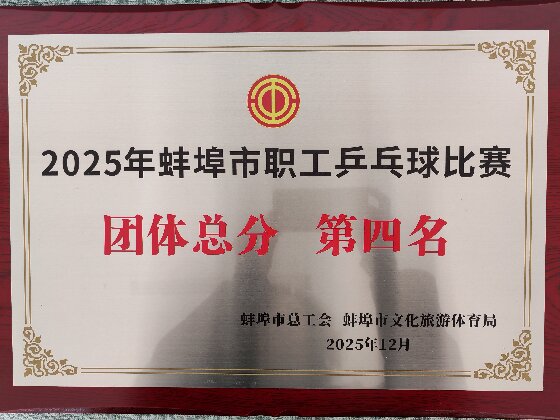 2025年蚌埠市职工乒乓球比赛
团体总分 第四名
蚌埠市总工会 蚌埠市文化旅游体育局
2025年12月